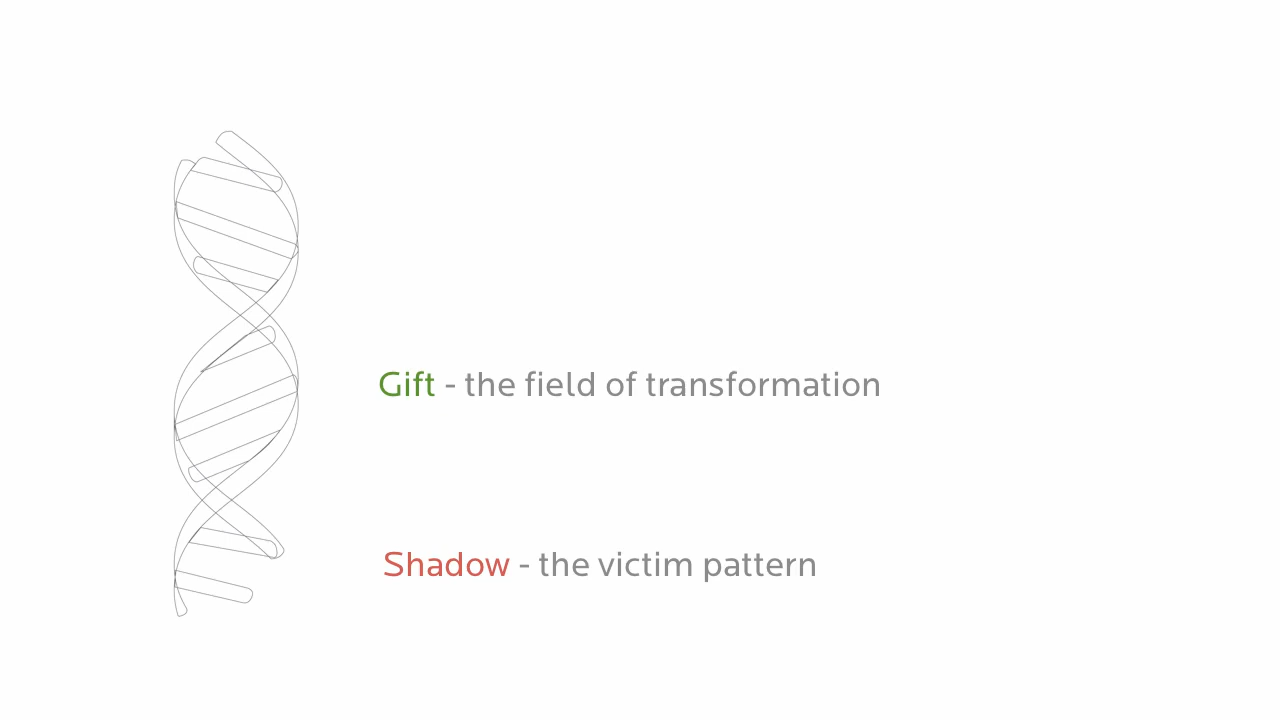 Gift - the field of transformation
Shadow - the victim pattern